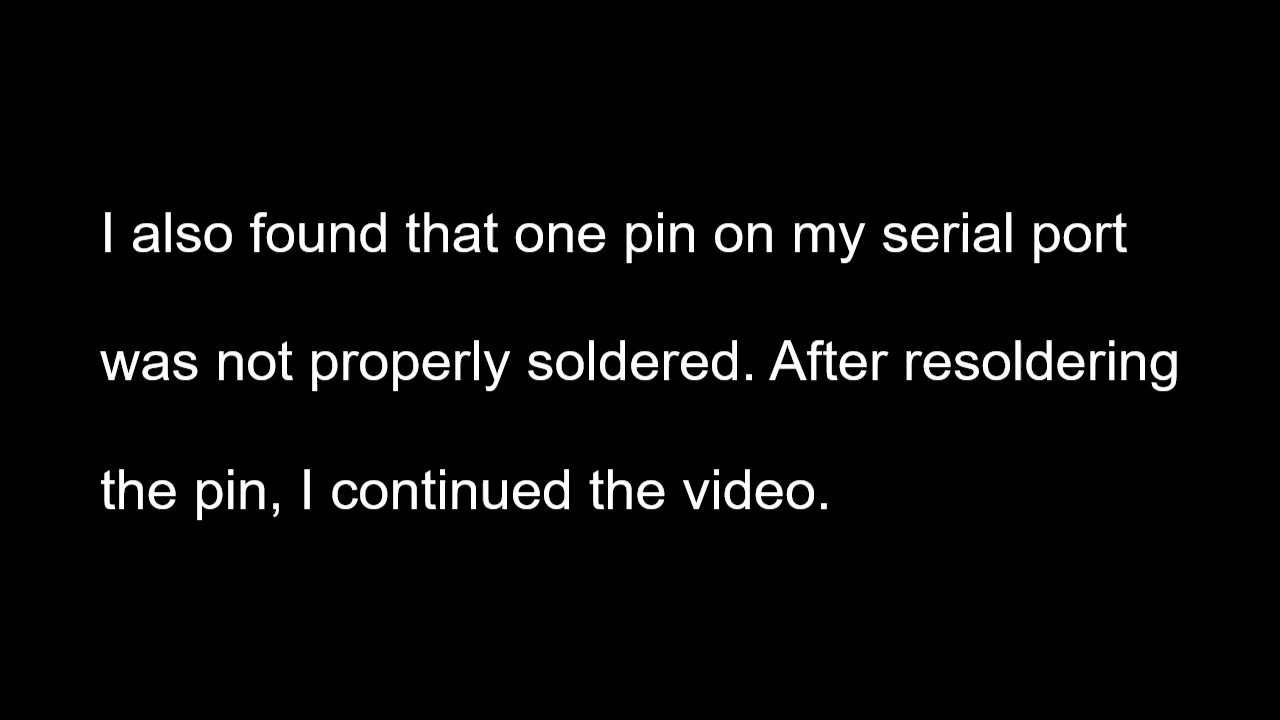 I also found that one pin on my serial port
was not properly soldered. After resoldering
the pin, I continued the video.